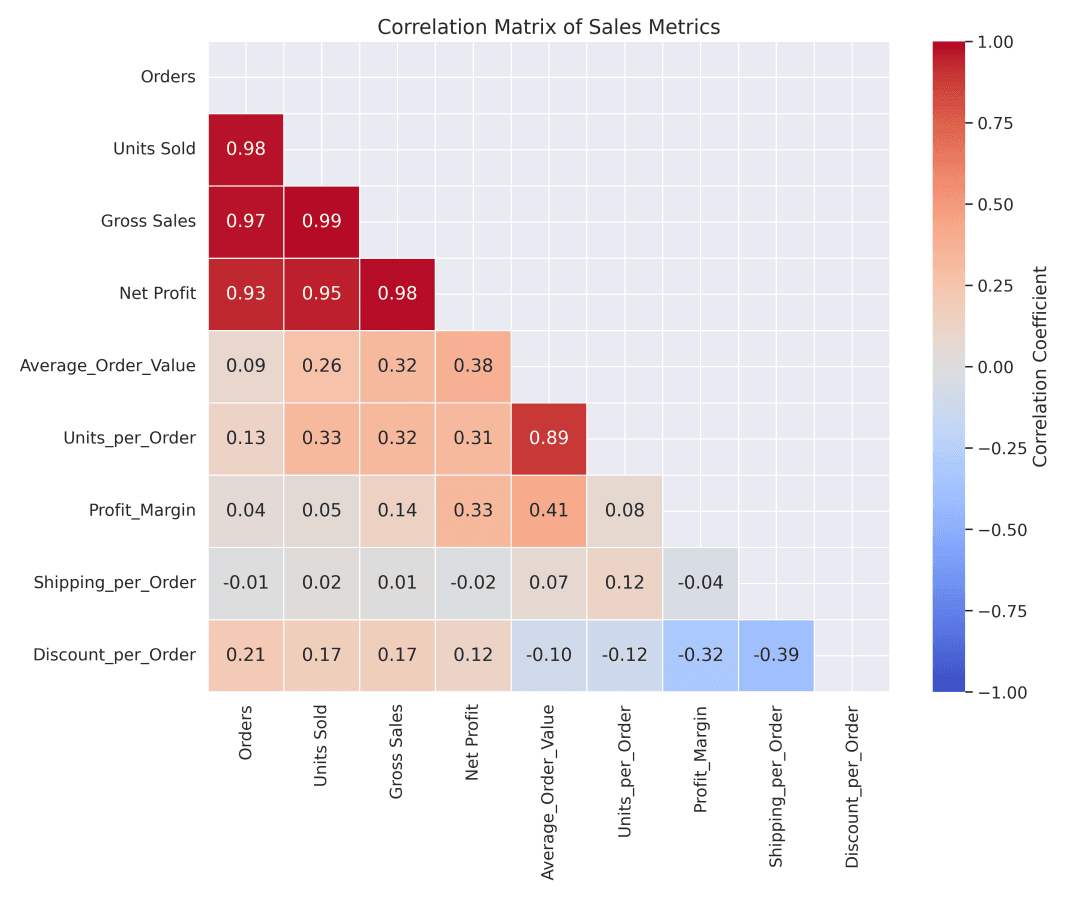 Correlation Matrix of Sales Metrics
Orders
Units Sold 0.98
Gross Sales 0.97 0.99
Net Profit 0.93 0.95 0.98
Average_Order_Value 0.09 0.26 0.32 0.38
Units_per_Order 0.13 0.33 0.32 0.31 0.89
Profit_Margin 0.04 0.05 0.14 0.33 0.41 0.08
Shipping_per_Order -0.01 0.02 0.01 -0.02 0.07 0.12 -0.04
Discount_per_Order 0.21 0.17 0.17 0.12 -0.10 -0.12 -0.32 -0.39
Orders
Units Sold
Gross Sales
Net Profit
Average_Order_Value
Units_per_Order
Profit_Margin
Shipping_per_Order
Discount_per_Order
1.00
0.75
0.50
0.25
0.00
−0.25
−0.50
−0.75
−1.00
Correlation Coefficient